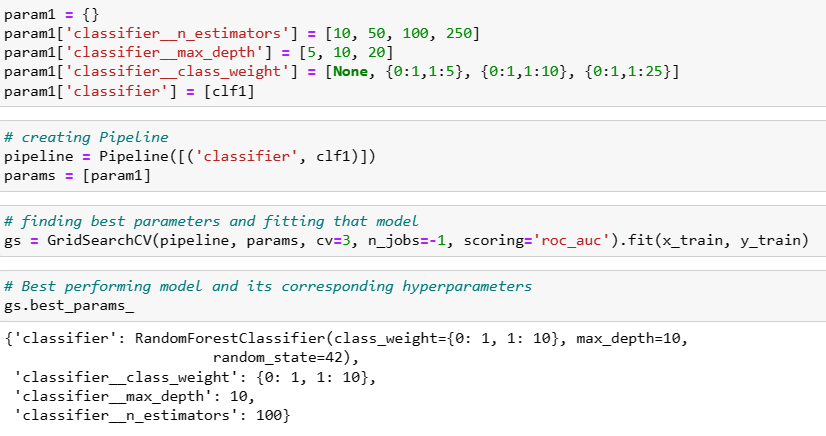 param1 = {}
param1['classifier__n_estimators'] = [10, 50, 100, 250]
param1['classifier__max_depth'] = [5, 10, 20]
param1['classifier__class_weight'] = [None, {0:1,1:5}, {0:1,1:10}, {0:1,1:25}]
param1['classifier'] = [clf1]
# creating Pipeline
pipeline = Pipeline([('classifier', clf1)])
params = [param1]
# finding best parameters and fitting that model
gs = GridSearchCV(pipeline, params, cv=3, n_jobs=-1, scoring='roc_auc').fit(x_train, y_train)
# Best performing model and its corresponding hyperparameters
gs.best_params_
{'classifier': RandomForestClassifier(class_weight={0: 1, 1: 10}, max_depth=10,
                        random_state=42),
 'classifier__class_weight': {0: 1, 1: 10},
 'classifier__max_depth': 10,
 'classifier__n_estimators': 100}